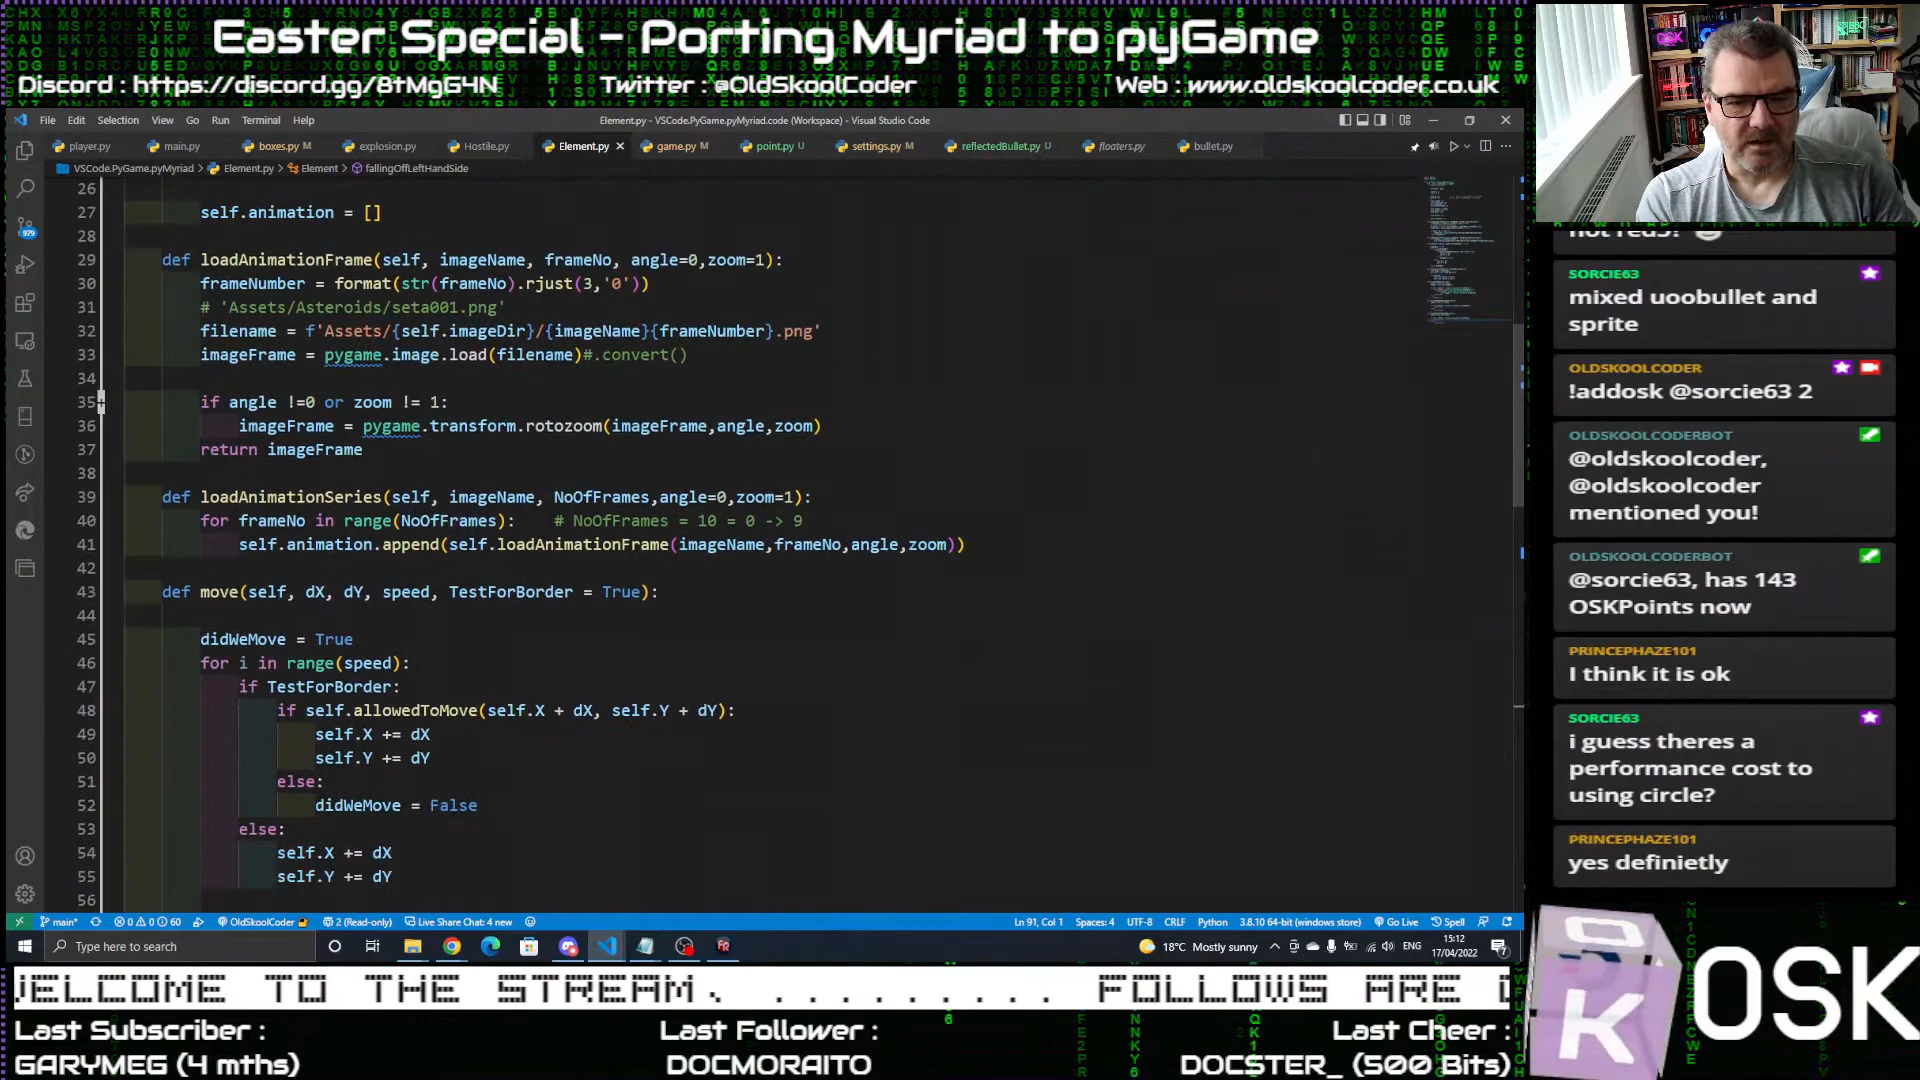 Easter Special - Porting Myriad to pyGame
Discord : https://discord.gg/8tMgG4N Twitter : @OldSkoolCoder Web : www.oldskoolcoder.co.uk
File Edit Selection View Go Run Terminal Help Element.py - VSCode.PyGame.pyMyriad.code (Workspace) - Visual Studio Code
player.py main.py boxes.py M explosion.py Hostile.py Element.py game.py M point.py U settings.py M reflectedBullet.py U floaters.py bullet.py
VSCode.PyGame.pyMyriad > Element.py > Element > fallingOffLeftHandSide
26
27 self.animation = []
28
29 def loadAnimationFrame(self, imageName, frameNo, angle=0,zoom=1):
30 frameNumber = format(str(frameNo).rjust(3,'0'))
31 # 'Assets/Asteroids/seta001.png'
32 filename = f'Assets/{self.imageDir}/{imageName}{frameNumber}.png'
33 imageFrame = pygame.image.load(filename)#.convert()
34
35 if angle !=0 or zoom != 1:
36 imageFrame = pygame.transform.rotozoom(imageFrame,angle,zoom)
37 return imageFrame
38
39 def loadAnimationSeries(self, imageName, NoOfFrames,angle=0,zoom=1):
40 for frameNo in range(NoOfFrames): # NoOfFrames = 10 = 0 -> 9
41 self.animation.append(self.loadAnimationFrame(imageName,frameNo,angle,zoom))
42
43 def move(self, dX, dY, speed, TestForBorder = True):
44
45 didWeMove = True
46 for i in range(speed):
47 if TestForBorder:
48 if self.allowedToMove(self.X + dX, self.Y + dY):
49 self.X += dX
50 self.Y += dY
51 else:
52 didWeMove = False
53 else:
54 self.X += dX
55 self.Y += dY
56
979
main* 0 0 60 OldSkoolCoder 2 (Read-only) Live Share Chat: 4 new Ln 91, Col 1 Spaces: 4 UTF-8 CRLF Python 3.8.10 64-bit (windows store) Go Live Spell
Type here to search 18°C Mostly sunny ENG 15:12 17/04/2022 7
SORCIE63
mixed uoobullet and
sprite
OLDSKOOLCODER
!addosk @sorcie63 2
OLDSKOOLCODERBOT
@oldskoolcoder,
@oldskoolcoder
mentioned you!
OLDSKOOLCODERBOT
@sorcie63, has 143
OSKPoints now
PRINCEPHAZE101
I think it is ok
SORCIE63
i guess theres a
performance cost to
using circle?
PRINCEPHAZE101
yes definietly
WELCOME TO THE STREAM. . . . . . . . . . FOLLOWS ARE
Last Subscriber : Last Follower : Last Cheer :
GARYMEG (4 mths) DOCMORAITO DOCSTER_ (500 Bits)
OSK